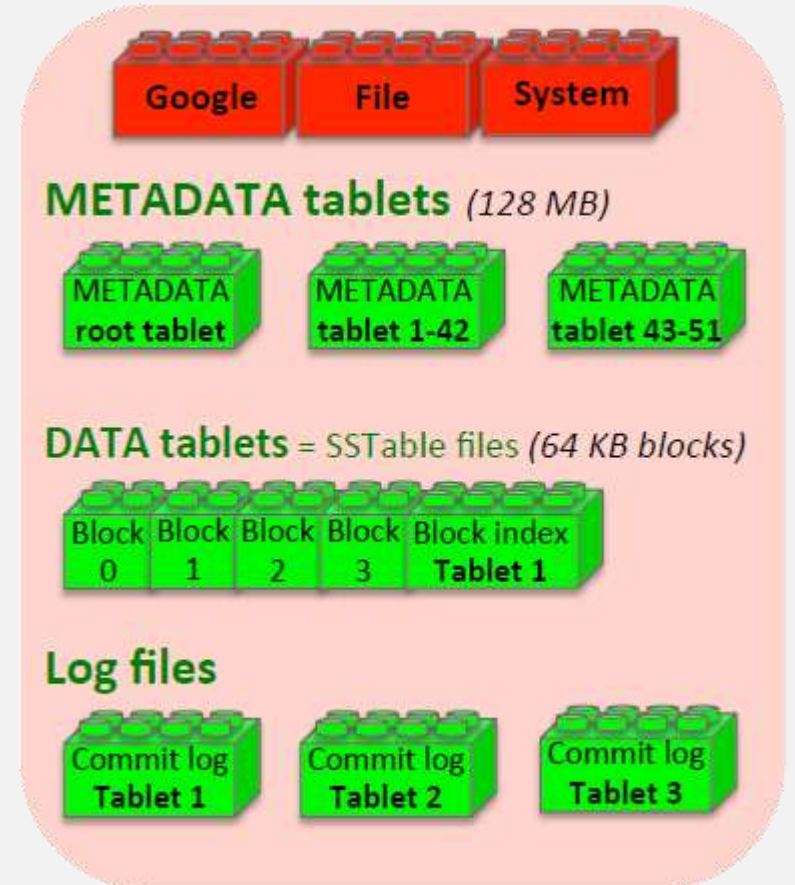 Google File System
METADATA tablets (128 MB)
METADATA METADATA METADATA
root tablet tablet 1-42 tablet 43-51
DATA tablets = SSTable files (64 KB blocks)
Block Block Block Block Block index
0 1 2 3 Tablet 1
Log files
Commit log Commit log Commit log
Tablet 1 Tablet 2 Tablet 3